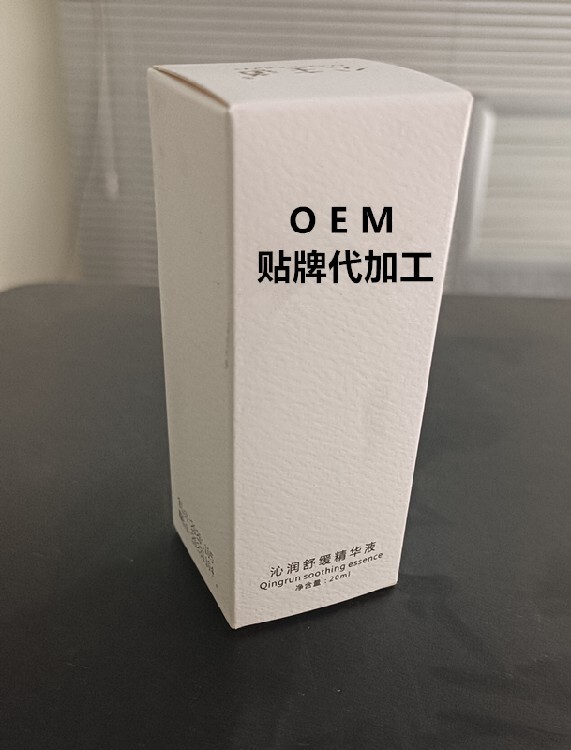 OEM
贴牌代加工
沁润舒缓精华液
Qingrun soothing essence
净含量：20ml